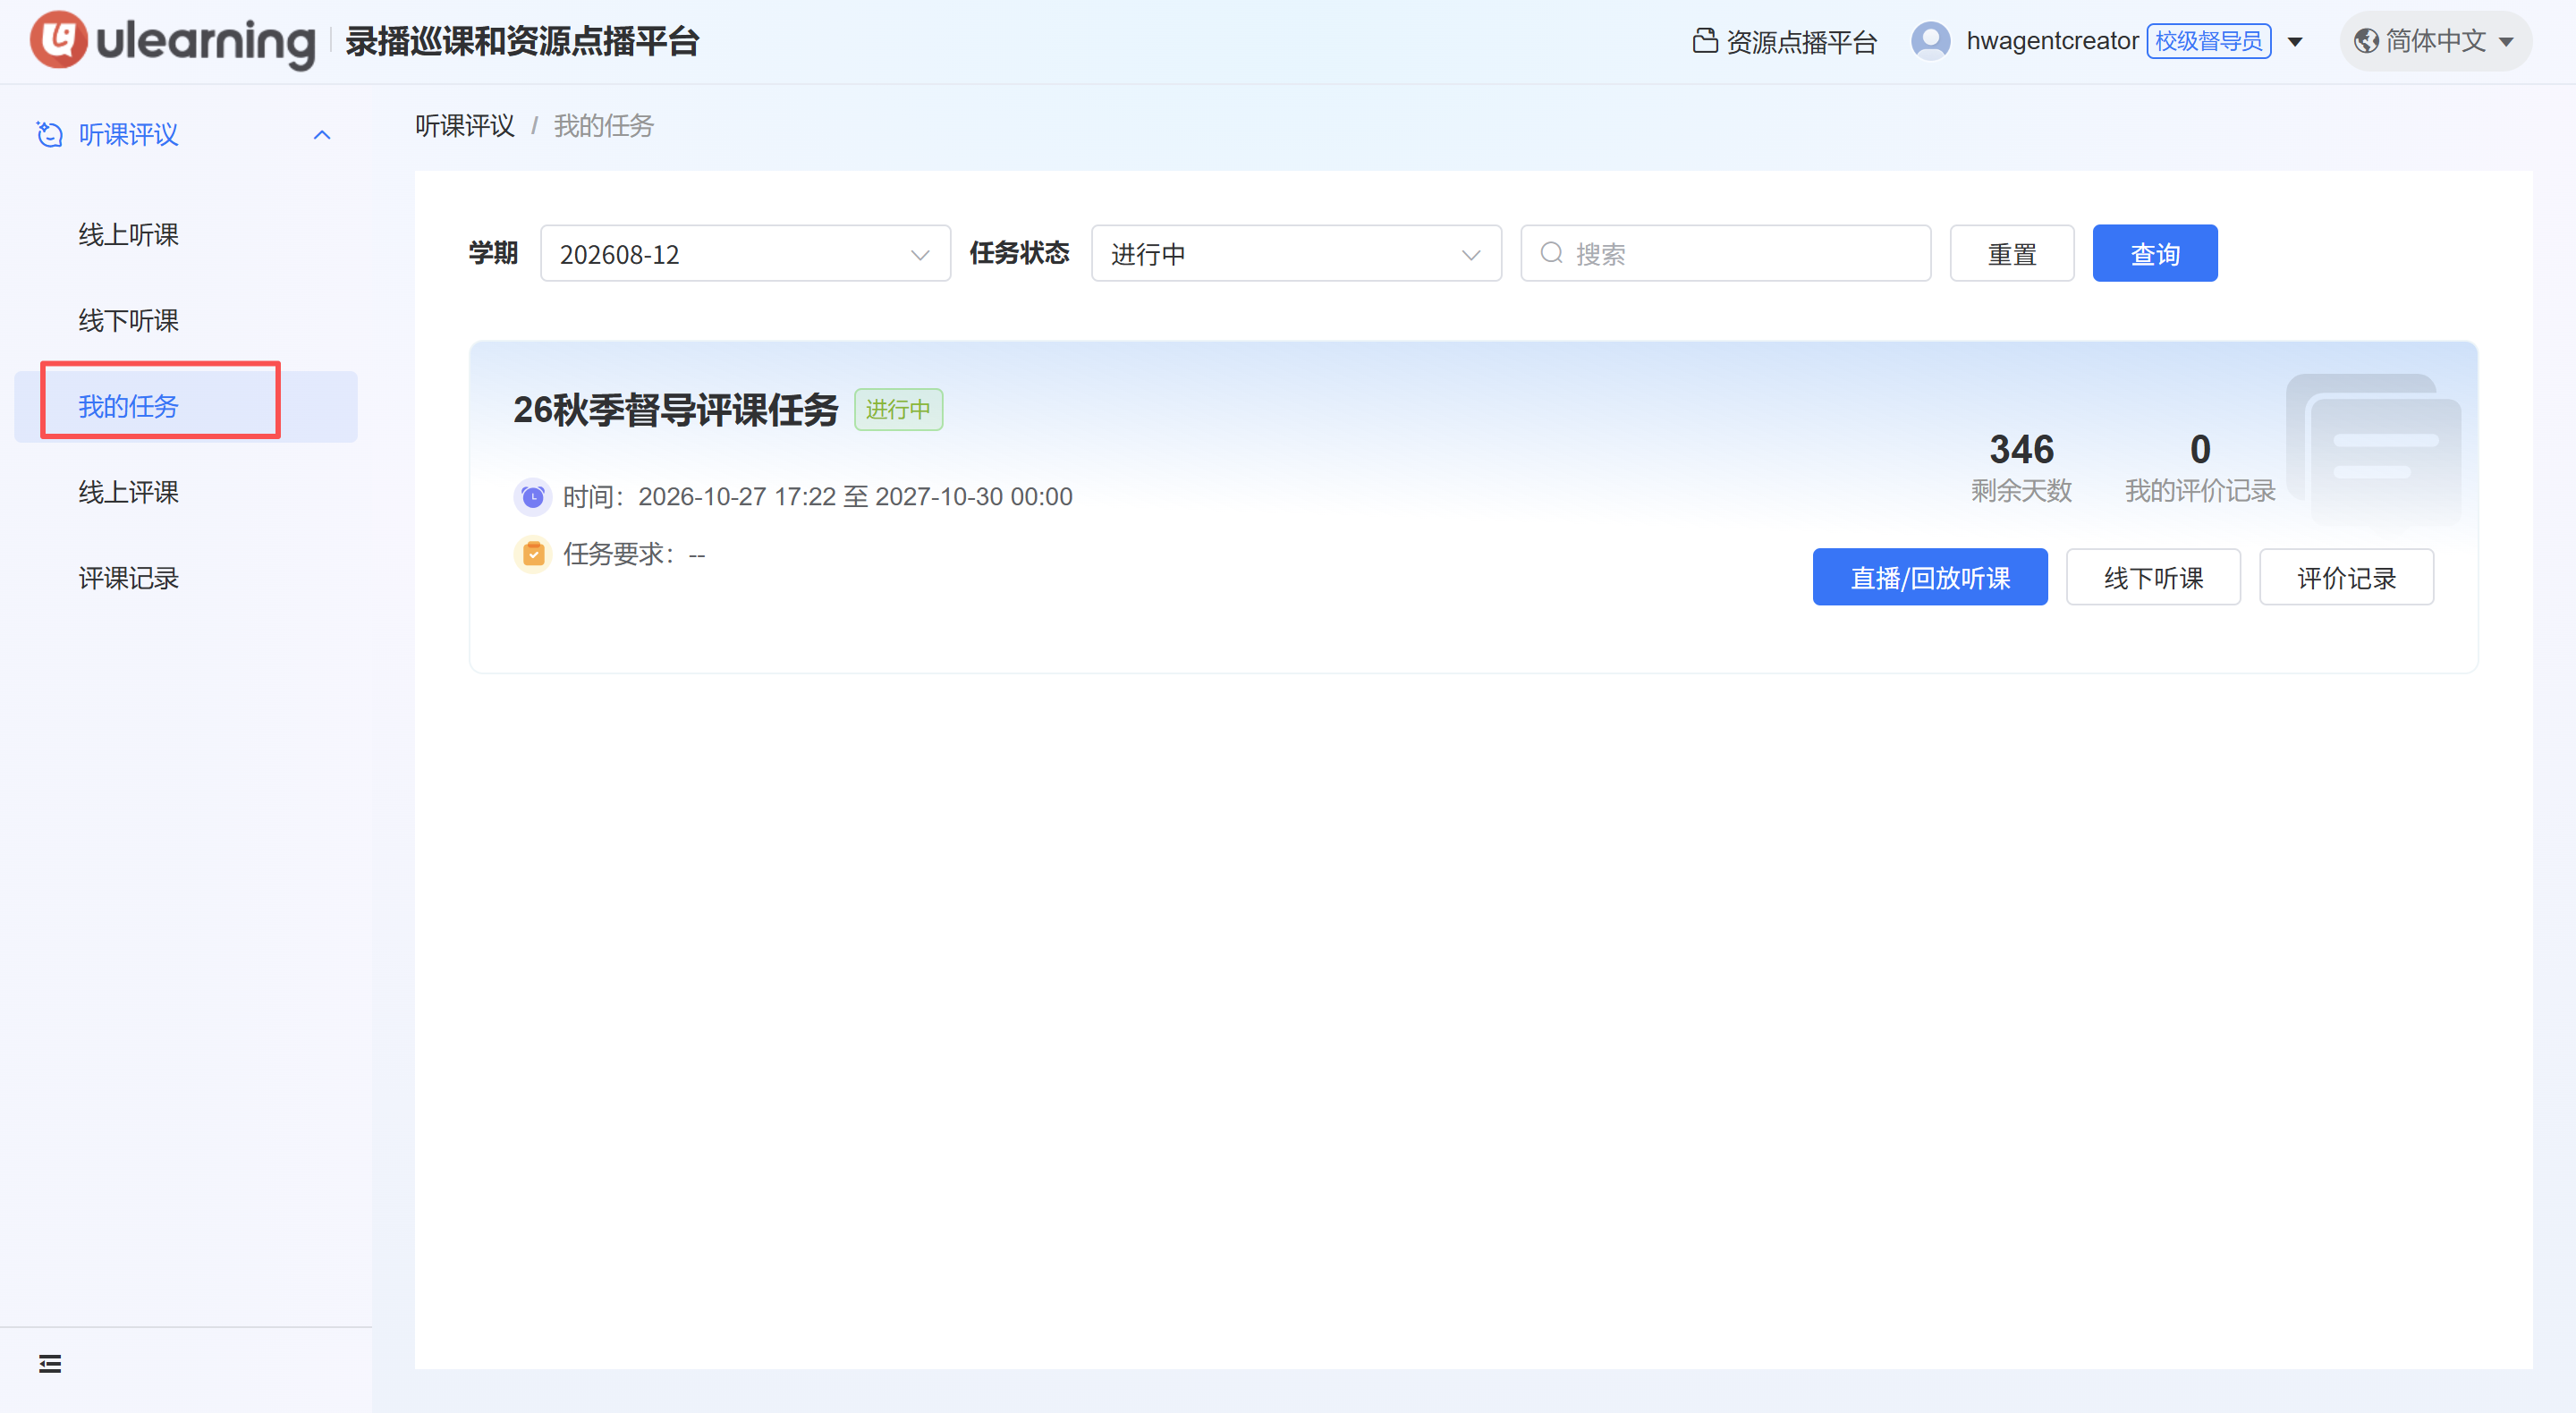 ulearning 录播巡课和资源点播平台 资源点播平台 hwagentcreator 校级督导员 简体中文
听课评议
线上听课
线下听课
我的任务
线上评课
评课记录
听课评议 / 我的任务
学期 202608-12 任务状态 进行中 搜索 重置 查询
26秋季督导评课任务 进行中
时间：2026-10-27 17:22 至 2027-10-30 00:00
任务要求：--
346 0
剩余天数 我的评价记录
直播/回放听课 线下听课 评价记录